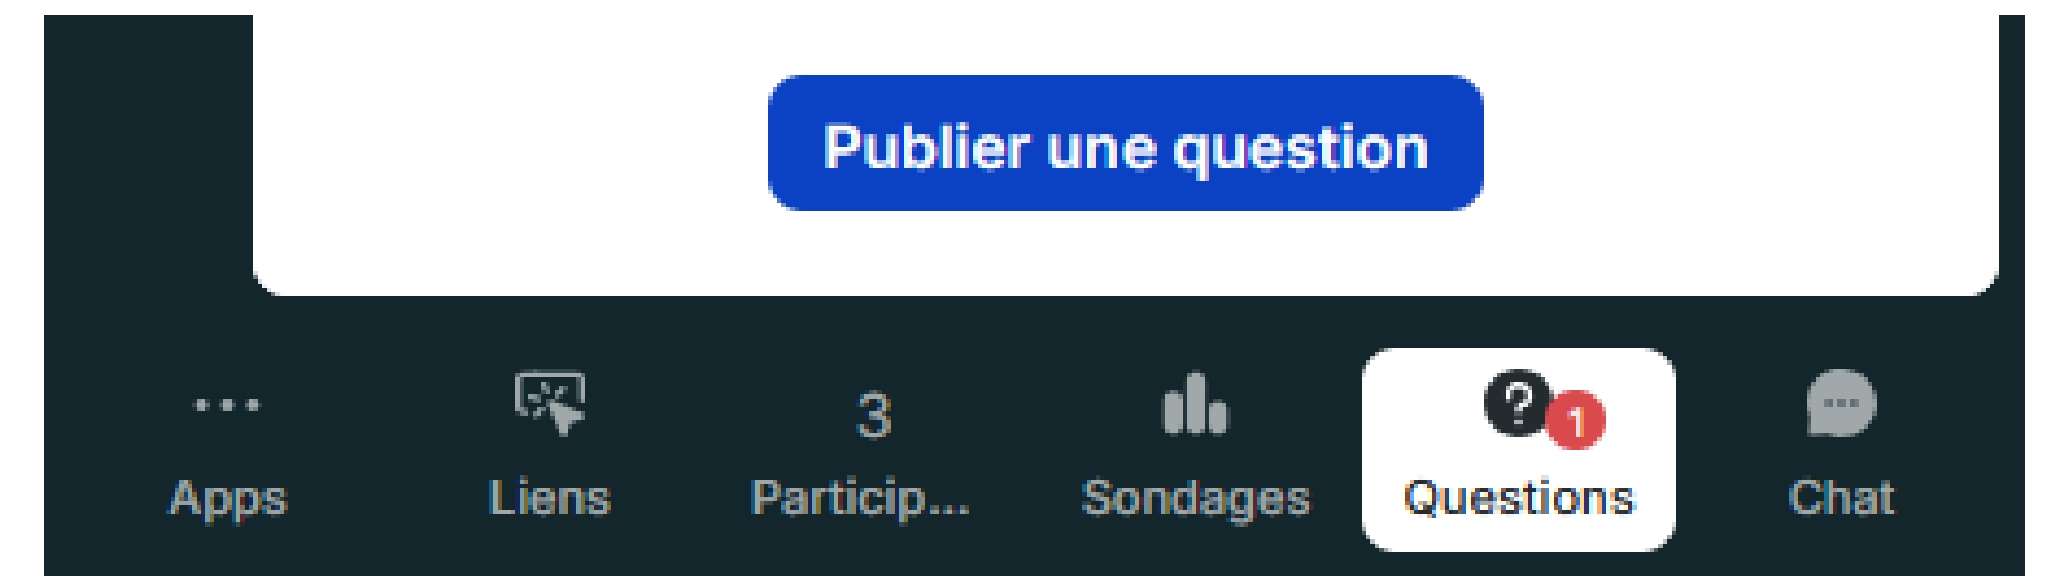 Publier une question
3
1
Apps
Liens
Particip...
Sondages
Questions
Chat